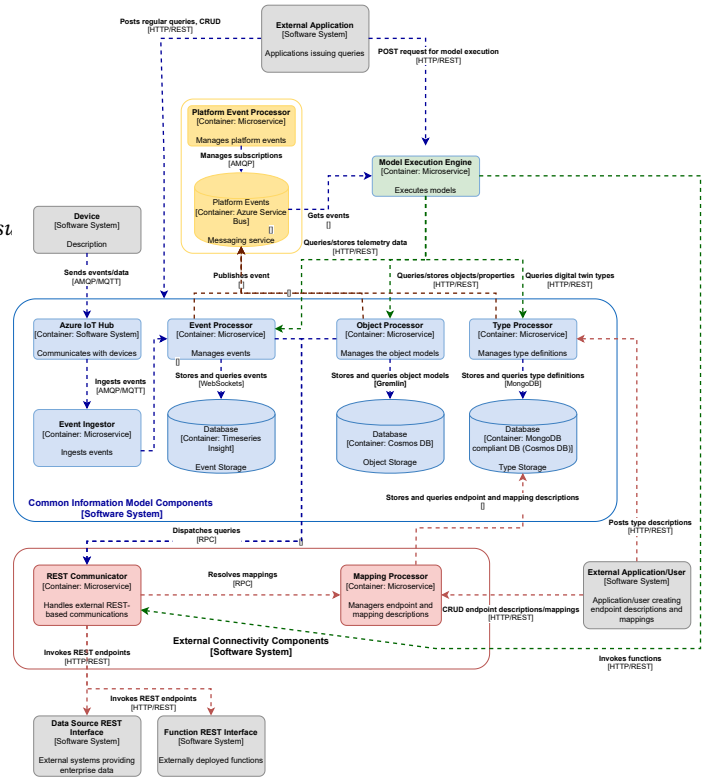 External Application
[Software System]
Applications issuing queries
Posts regular queries, CRUD
[HTTP/REST]
POST request for model execution
[HTTP/REST]
Platform Event Processor
[Container: Microservice]
Manages platform events
Manages subscriptions
[AMQP]
Platform Events
[Container: Azure Service
Bus]
[]
Messaging service
Gets events
[]
Model Execution Engine
[Container: Microservice]
Executes models
Device
[Software System]
Description
Queries/stores telemetry data
[HTTP/REST]
Sends events/data
[AMQP/MQTT]
Publishes event
[]
[]
Queries/stores objects/properties
[HTTP/REST]
Queries digital twin types
[HTTP/REST]
Azure IoT Hub
[Container: Software System]
Communicates with devices
Event Processor
[Container: Microservice]
Manages events
[]
Object Processor
[Container: Microservice]
Manages the object models
Type Processor
[Container: Microservice]
Manages type definitions
Ingests events
[AMQP/MQTT]
Stores and queries events
[WebSockets]
Stores and queries object models
[Gremlin]
Stores and queries type definitions
[MongoDB]
Event Ingestor
[Container: Microservice]
Ingests events
Database
[Container: Timeseries
Insight]
Event Storage
Database
[Container: Cosmos DB]
Object Storage
Database
[Container: MongoDB
compliant DB (Cosmos DB)]
Type Storage
Common Information Model Components
[Software System]
Stores and queries endpoint and mapping descriptions
[]
Dispatches queries
[RPC]
[]
Posts type descriptions
[HTTP/REST]
REST Communicator
[Container: Microservice]
Handles external REST-
based communications
Resolves mappings
[RPC]
Mapping Processor
[Container: Microservice]
Managers endpoint and
mapping descriptions
CRUD endpoint descriptions/mappings
[HTTP/REST]
External Application/User
[Software System]
Application/user creating
endpoint descriptions and
mappings
External Connectivity Components
[Software System]
Invokes REST endpoints
[HTTP/REST]
Invokes functions
[HTTP/REST]
Invokes REST endpoints
[HTTP/REST]
Data Source REST
Interface
[Software System]
External systems providing
enterprise data
Function REST Interface
[Software System]
Externally deployed functions